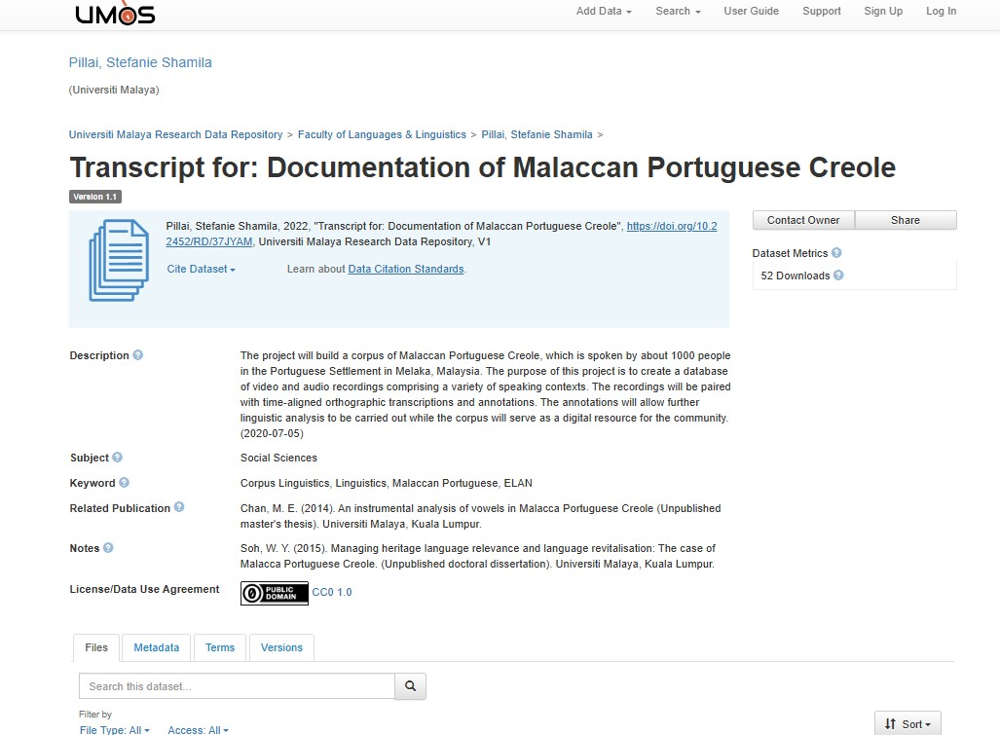 UMOS
Add Data Search User Guide Support Sign Up Log In
Pillai, Stefanie Shamila
(Universiti Malaya)
Universiti Malaya Research Data Repository > Faculty of Languages & Linguistics > Pillai, Stefanie Shamila >
Transcript for: Documentation of Malaccan Portuguese Creole
Version 1.1
Pillai, Stefanie Shamila, 2022, "Transcript for: Documentation of Malaccan Portuguese Creole", https://doi.org/10.2
2452/RD/37JYAM, Universiti Malaya Research Data Repository, V1
Cite Dataset Learn about Data Citation Standards.
Contact Owner Share
Dataset Metrics ?
52 Downloads ?
Description ? The project will build a corpus of Malaccan Portuguese Creole, which is spoken by about 1000 people
in the Portuguese Settlement in Melaka, Malaysia. The purpose of this project is to create a database
of video and audio recordings comprising a variety of speaking contexts. The recordings will be paired
with time-aligned orthographic transcriptions and annotations. The annotations will allow further
linguistic analysis to be carried out while the corpus will serve as a digital resource for the community.
(2020-07-05)
Subject ? Social Sciences
Keyword ? Corpus Linguistics, Linguistics, Malaccan Portuguese, ELAN
Related Publication ? Chan, M. E. (2014). An instrumental analysis of vowels in Malacca Portuguese Creole (Unpublished
master's thesis). Universiti Malaya, Kuala Lumpur.
Notes ? Soh, W. Y. (2015). Managing heritage language relevance and language revitalisation: The case of
Malacca Portuguese Creole. (Unpublished doctoral dissertation). Universiti Malaya, Kuala Lumpur.
License/Data Use Agreement 0 PUBLIC DOMAIN CC0 1.0
Files Metadata Terms Versions
Search this dataset...
Filter by
File Type: All Access: All
Sort